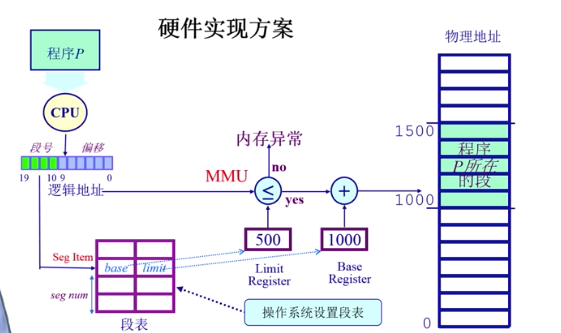 硬件实现方案
物理地址
程序P
CPU
段号 偏移
19 10 9 0
逻辑地址
内存异常
no
MMU
≤
yes
+
1500
程序
P所在
的段
1000
500
1000
Limit
Register
Base
Register
Seg Item
base limit
seg num
段表
操作系统设置段表
0